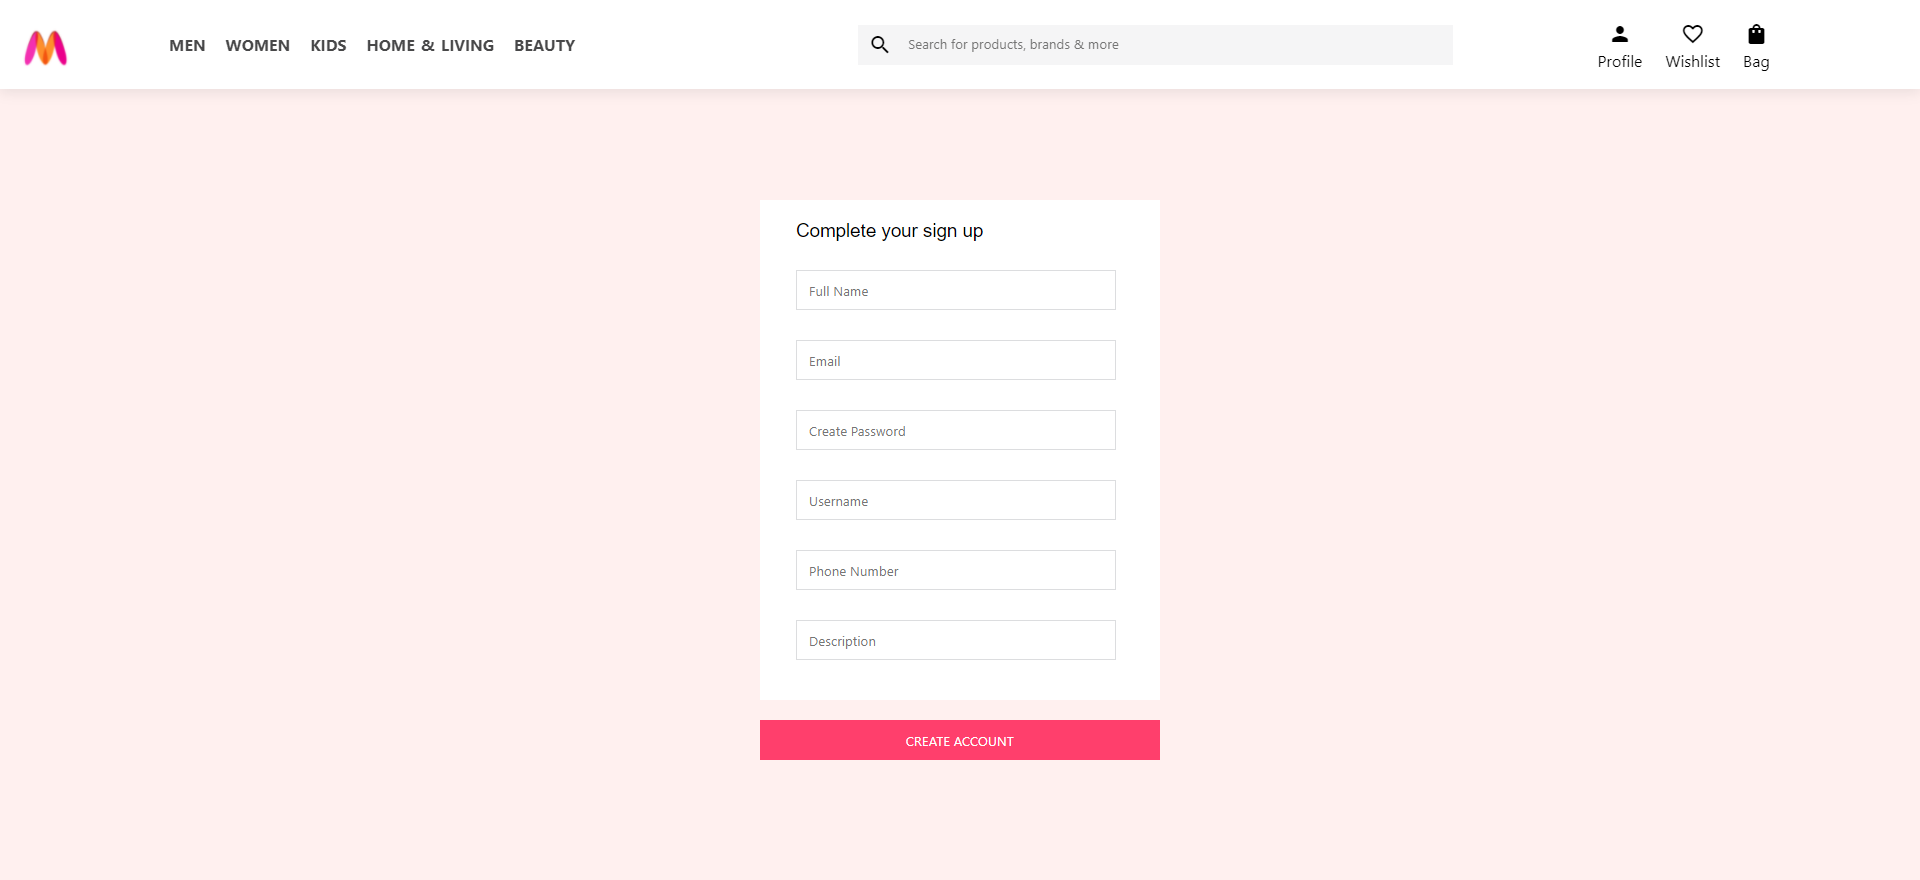 MEN WOMEN KIDS HOME & LIVING BEAUTY
Search for products, brands & more
Profile Wishlist Bag
Complete your sign up
Full Name
Email
Create Password
Username
Phone Number
Description
CREATE ACCOUNT